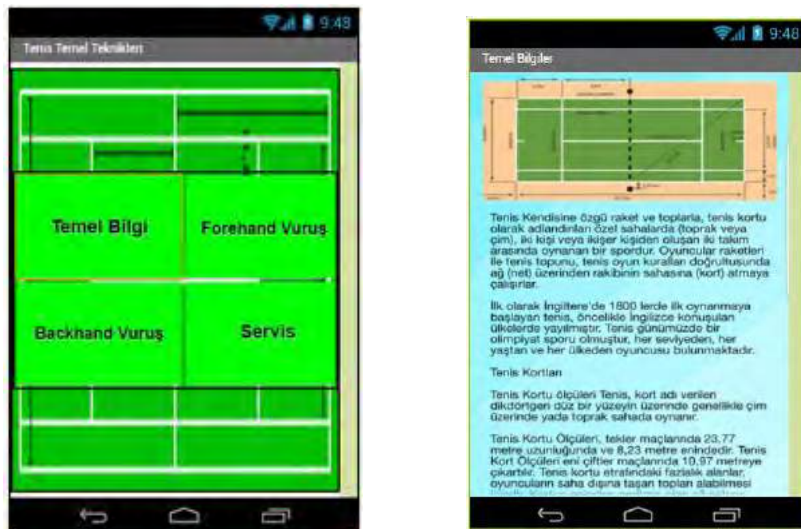 9:48
Tenis Temel Teknikleri
Temel Bilgi
Forehand Vuruş
Backhand Vuruş
Servis
9:48
Temel Bilgiler
Tenis Kendisine özgü raket ve toplarla, tenis kortu
olarak adlandırılan özel sahalarda (toprak veya
çim), iki kişi veya ikişer kişiden oluşan iki takım
arasında oynanan bir spordur. Oyuncular raketleri
ile tenis topunu, tenis oyun kuralları doğrultusunda
ağ (net) üzerinden rakibinin sahasına (kort) atmaya
çalışırlar.
İlk olarak İngiltere'de 1800 lerde ilk oynanmaya
başlayan tenis, öncelikle İngilizce konuşulan
ülkelerde yayılmıştır. Tenis günümüzde bir
olimpiyat sporu olmuştur, her seviyeden, her
yaştan ve her ülkeden oyuncusu bulunmaktadır.
Tenis Kortları
Tenis Kortu ölçüleri Tenis, kort adı verilen
dikdörtgen düz bir yüzeyin üzerinde genellikle çim
üzerinde yada toprak sahada oynanır.
Tenis Kortu Ölçüleri, tekler maçlarında 23,77
metre uzunluğunda ve 8,23 metre enindedir. Tenis
Kort Ölçüleri eni çiftler maçlarında 10,97 metreye
çıkartılır. Tenis kortu etrafındaki fazlalık alanlar,
oyuncuların saha dışına taşan topları alabilmesi